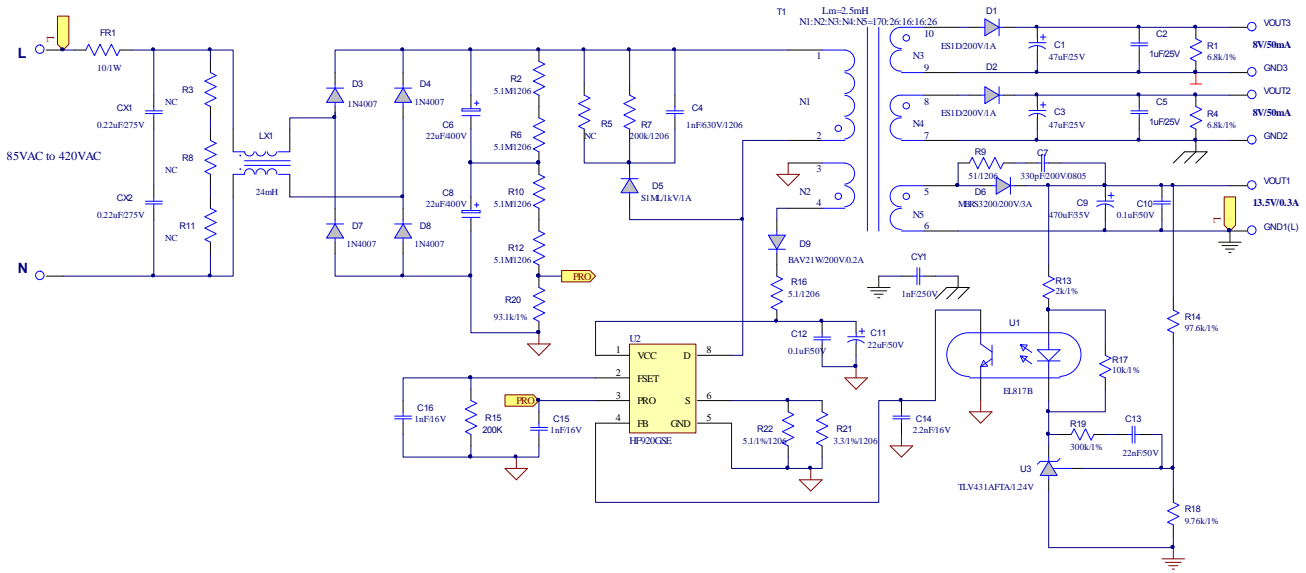 T1
Lm=2.5mH
N1:N2:N3:N4:N5=170:26:16:16:26
L
L
FR1
10/1W
CX1
NC
0.22uF/275V
R3
R8
NC
CX2
0.22uF/275V
R11
NC
85VAC to 420VAC
N
LX1
24mH
D3
1N4007
D4
1N4007
D7
1N4007
D8
1N4007
C6
22uF/400V
C8
22uF/400V
R2
5.1M/1206
R6
5.1M/1206
R10
5.1M/1206
R12
5.1M/1206
PRO
R20
93.1k/1%
R5
NC
R7
200k/1206
C4
1nF/630V/1206
D5
S1ML/1kV/1A
1
N1
2
3
N2
4
D9
BAV21W/200V/0.2A
R16
5.1/1206
C12
0.1uF/50V
C11
22uF/50V
10
N3
9
D1
ES1D/200V/1A
C1
47uF/25V
C2
1uF/25V
R1
6.8k/1%
VOUT3
8V/50mA
GND3
8
N4
7
D2
ES1D/200V/1A
C3
47uF/25V
C5
1uF/25V
R4
6.8k/1%
VOUT2
8V/50mA
GND2
5
N5
6
R9
51/1206
C7
330pF/200V/0805
D6
MBRS3200/200V/3A
C9
470uF/35V
C10
0.1uF/50V
VOUT1
13.5V/0.3A
L
GND1(L)
CY1
1nF/250V
R13
2k/1%
R14
97.6k/1%
U1
EL817B
R17
10k/1%
R19
300k/1%
C13
22nF/50V
U3
TLV431AFTA/1.24V
R18
9.76k/1%
U2
1 VCC D 8
2 FSET
3 PRO S 6
4 FB GND 5
HF920GSE
C16
1nF/16V
R15
200K
PRO
C15
1nF/16V
R22
5.1/1%/1206
R21
3.3/1%/1206
C14
2.2nF/16V